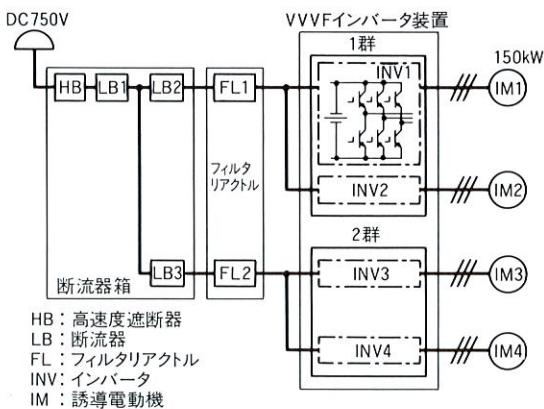 DC750V
VVVFインバータ装置
1群
150kW
HB
LB1
LB2
FL1
INV1
IM1
フィルタ
リアクトル
INV2
IM2
2群
LB3
FL2
INV3
IM3
断流器箱
INV4
IM4
HB：高速度遮断器
LB：断流器
FL：フィルタリアクトル
INV：インバータ
IM：誘導電動機